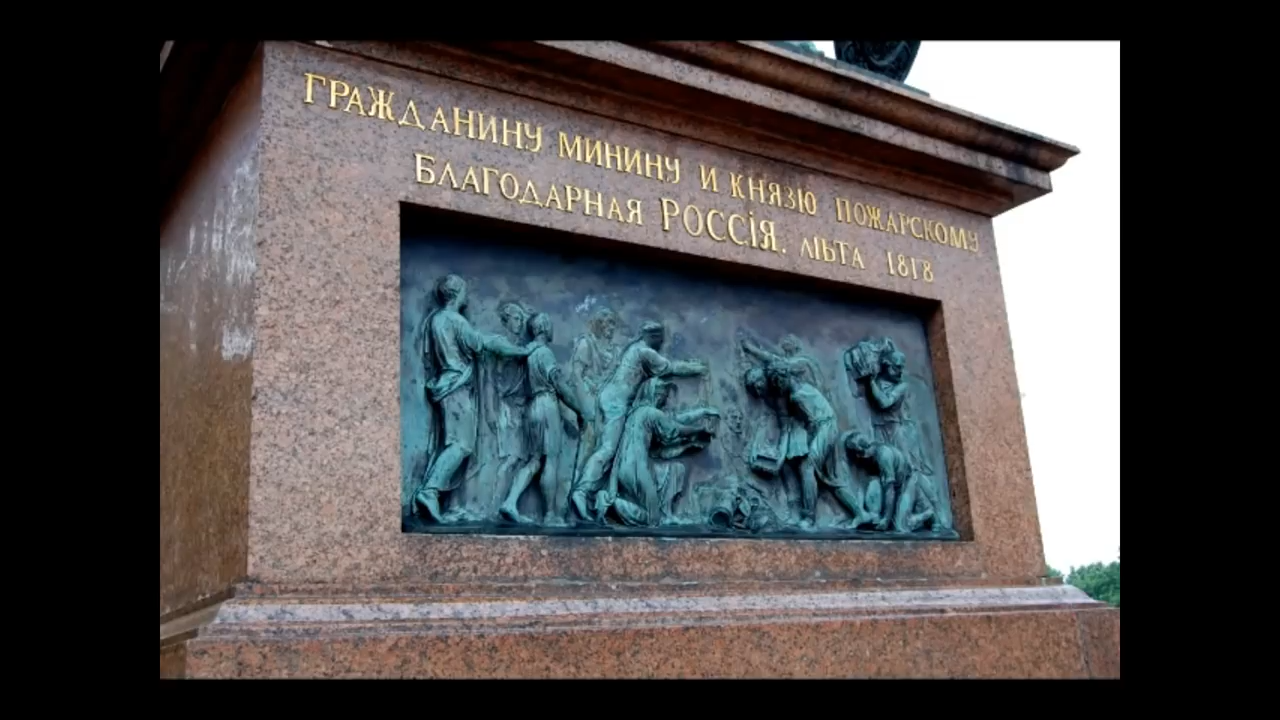 ГРАЖДАНИНУ МИНИНУ И КНЯЗЮ ПОЖАРСКОМУ
БЛАГОДАРНАЯ РОССІЯ. ЛѢТА 1818